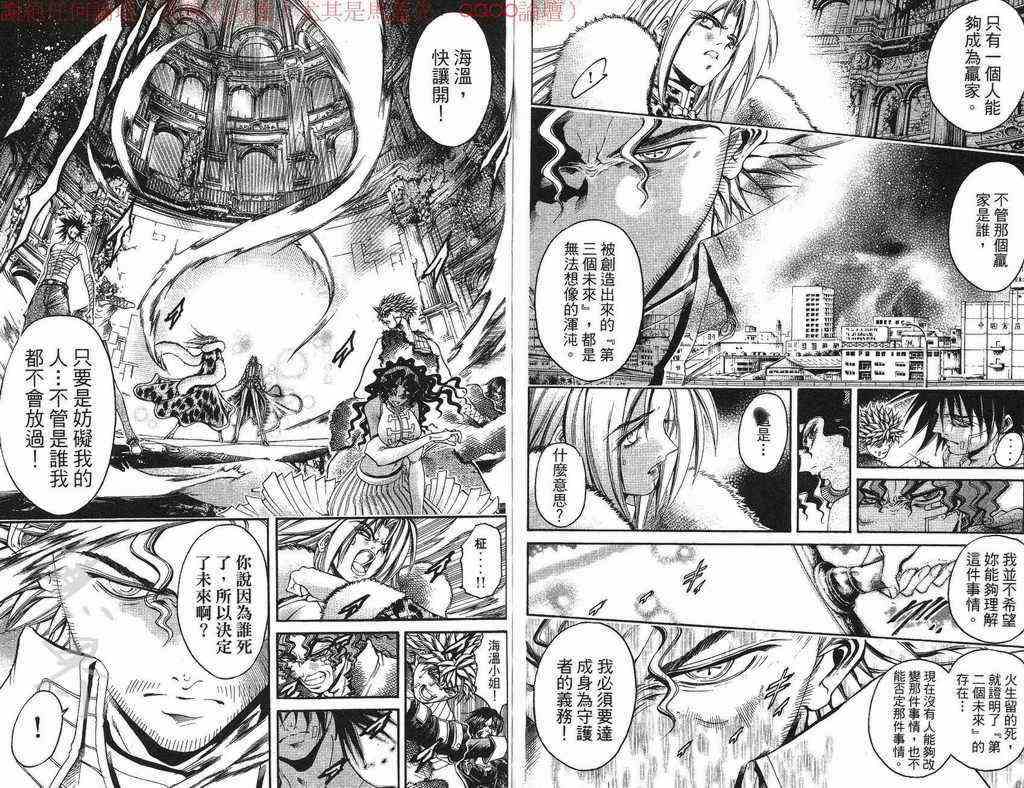 只有一個人能
夠成為贏家。
！
不管那個贏
家是誰，
被創造出來的『第
三個未來』，都是
無法想像的渾沌。
…
這是…
什麼意思？
我並不希望
妳能夠理解
這件事情。
火生留的死，
就證明了『第
二個未來』的
存在…
現在沒有人能夠改
變那件事情，也不
能否定那件事情。
我必須要達
成身為守護
者的義務！
海溫，
快讓開！
只要是妨礙我的
人…不管是誰我
都不會放過！
柾…!!
你說因為誰死
了，所以決定
了未來啊？
海溫小姐！
！